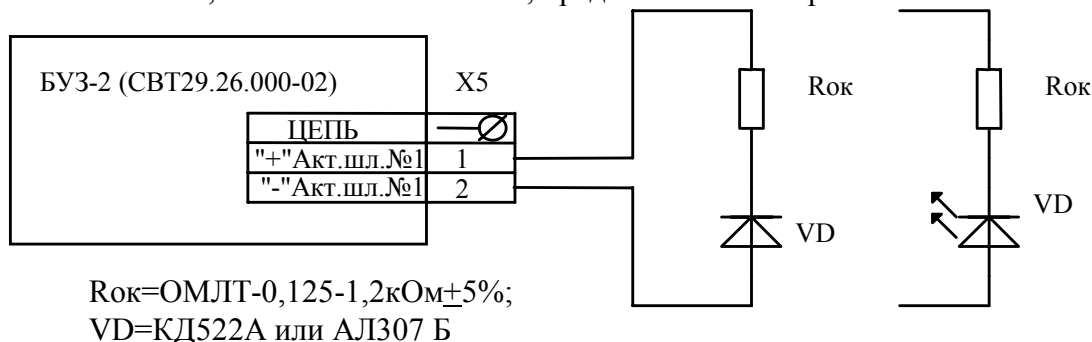 БУЗ-2 (СВТ29.26.000-02) X5
ЦЕПЬ
"+"Акт.шл.№1 1
"-"Акт.шл.№1 2
Rок
VD
Rок
VD
Rок=ОМЛТ-0,125-1,2кОм±5%;
VD=КД522А или АЛ307 Б